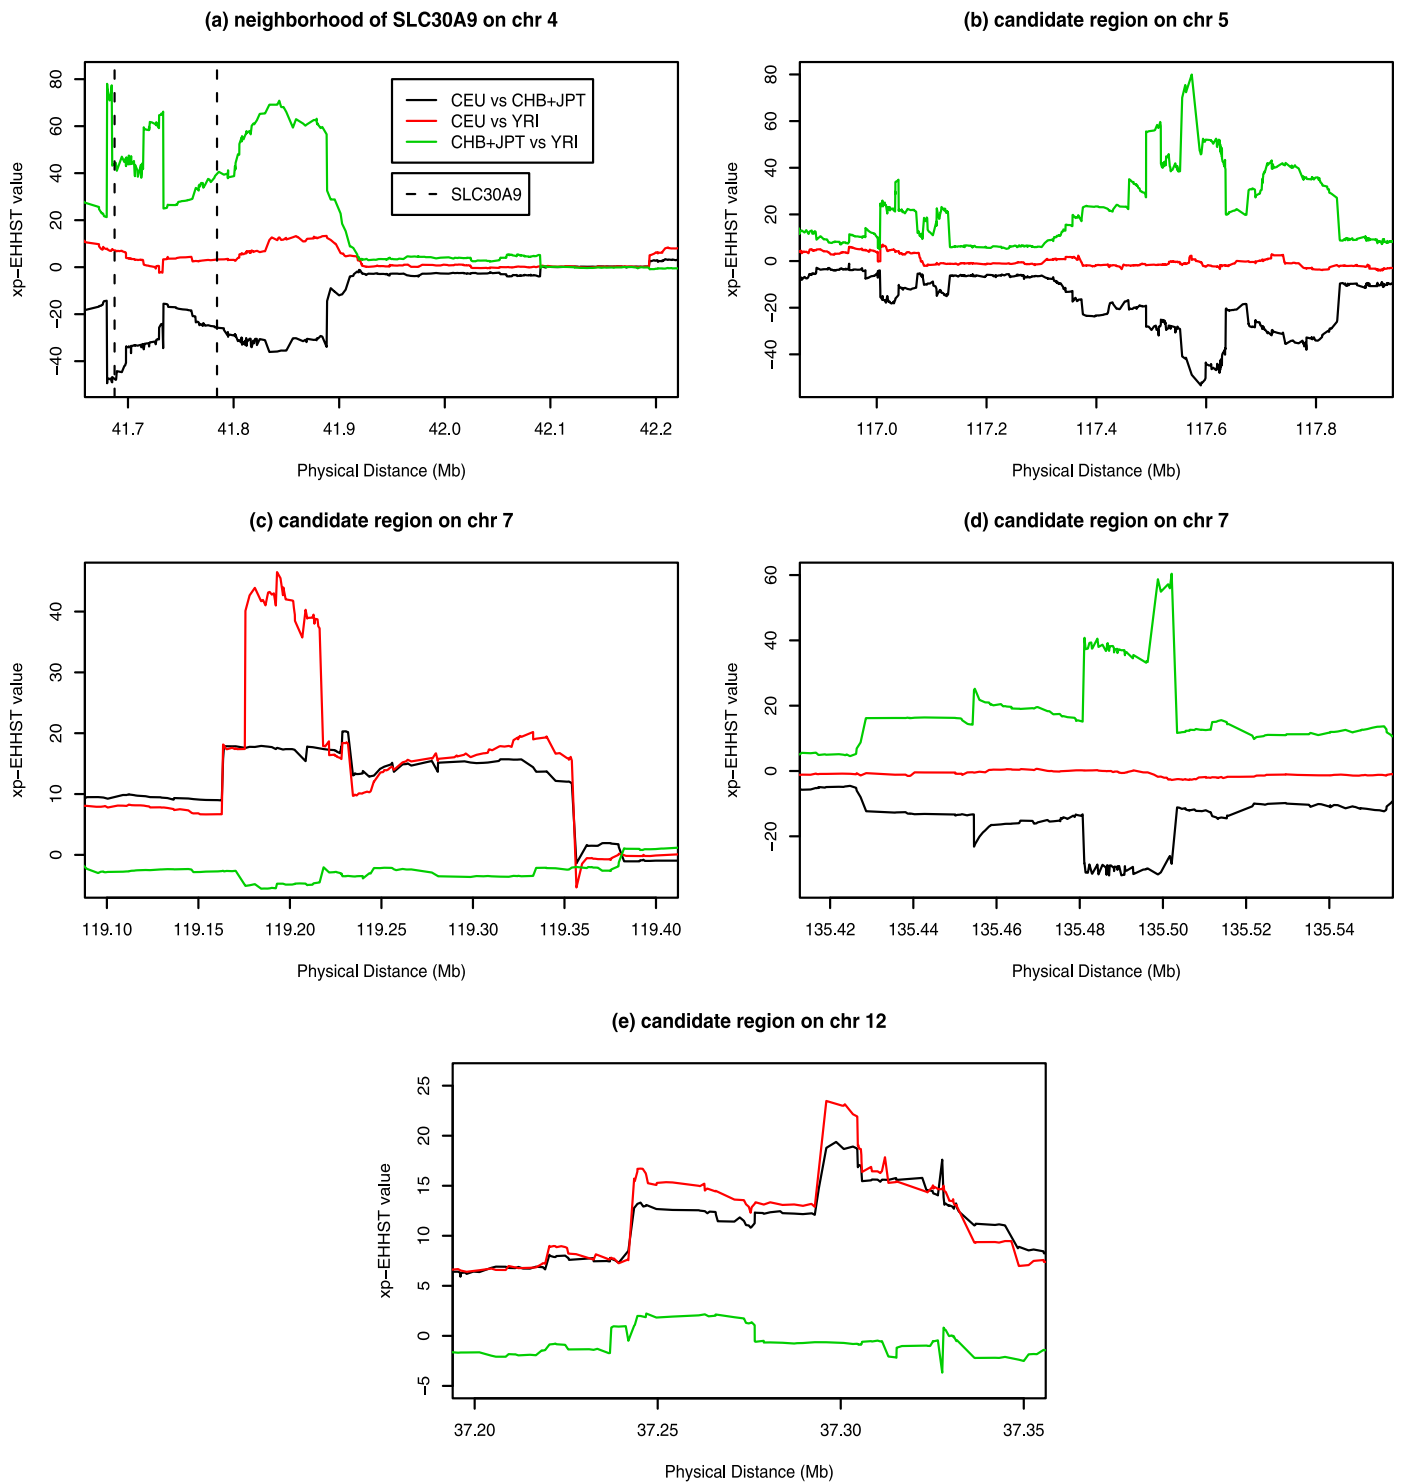 (a) neighborhood of SLC30A9 on chr 4
xp−EHHST value
80
60
40
20
0
−20
−40
CEU vs CHB+JPT
CEU vs YRI
CHB+JPT vs YRI
SLC30A9
41.7 41.8 41.9 42.0 42.1 42.2
Physical Distance (Mb)
(b) candidate region on chr 5
xp−EHHST value
80
60
40
20
0
−20
−40
117.0 117.2 117.4 117.6 117.8
Physical Distance (Mb)
(c) candidate region on chr 7
xp−EHHST value
40
30
20
10
0
119.10 119.15 119.20 119.25 119.30 119.35 119.40
Physical Distance (Mb)
(d) candidate region on chr 7
xp−EHHST value
60
40
20
0
−20
135.42 135.44 135.46 135.48 135.50 135.52 135.54
Physical Distance (Mb)
(e) candidate region on chr 12
xp−EHHST value
25
20
15
10
5
0
−5
37.20 37.25 37.30 37.35
Physical Distance (Mb)